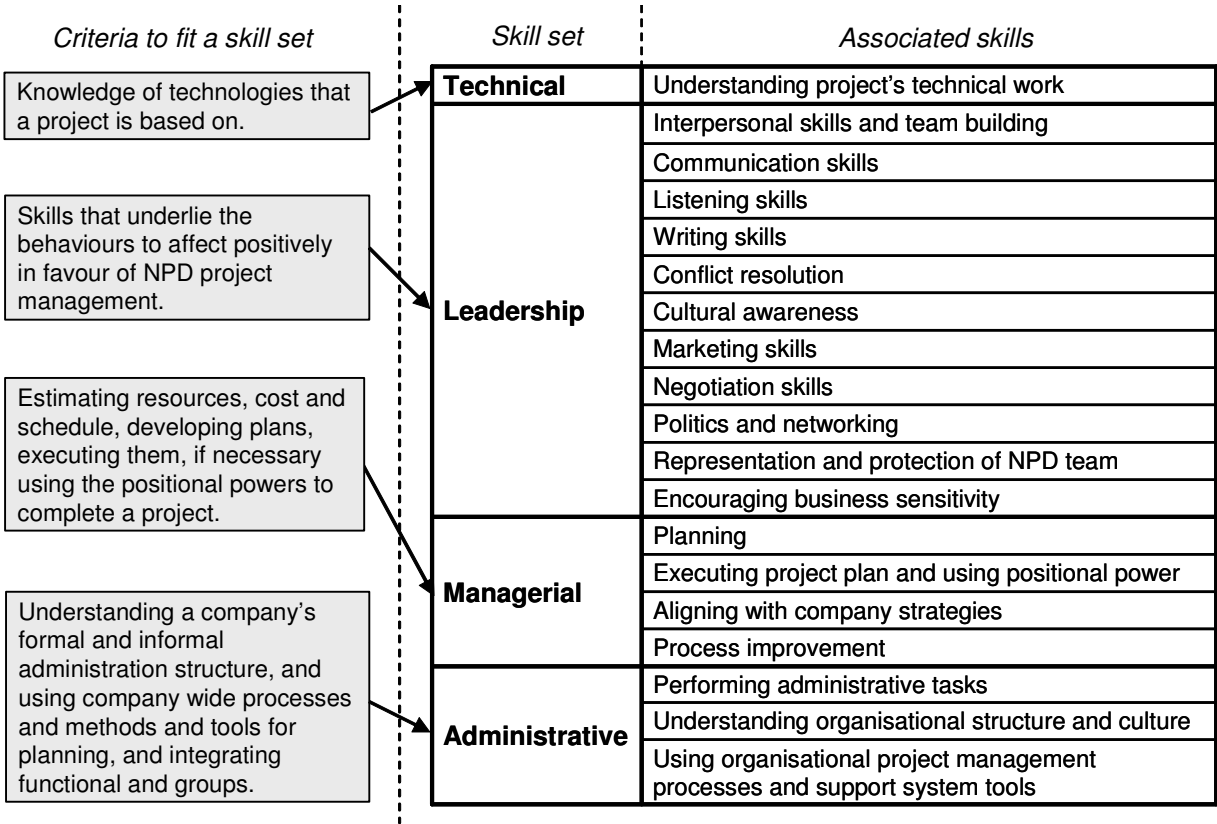 Criteria to fit a skill set
Skill set
Associated skills
Knowledge of technologies that
a project is based on.
Skills that underlie the
behaviours to affect positively
in favour of NPD project
management.
Estimating resources, cost and
schedule, developing plans,
executing them, if necessary
using the positional powers to
complete a project.
Understanding a company's
formal and informal
administration structure, and
using company wide processes
and methods and tools for
planning, and integrating
functional and groups.
Technical
Understanding project's technical work
Leadership
Interpersonal skills and team building
Communication skills
Listening skills
Writing skills
Conflict resolution
Cultural awareness
Marketing skills
Negotiation skills
Politics and networking
Representation and protection of NPD team
Encouraging business sensitivity
Managerial
Planning
Executing project plan and using positional power
Aligning with company strategies
Process improvement
Administrative
Performing administrative tasks
Understanding organisational structure and culture
Using organisational project management
processes and support system tools